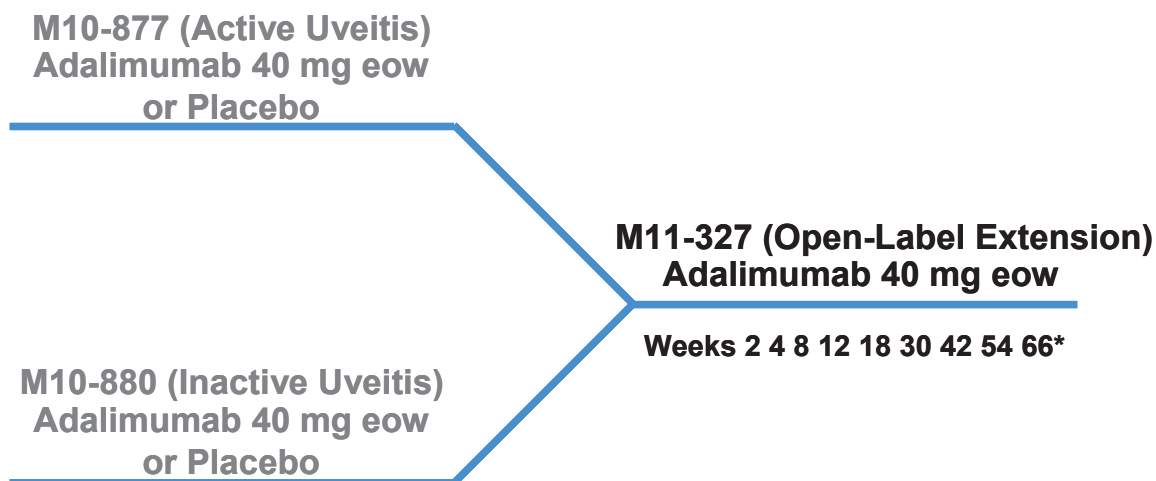 M10-877 (Active Uveitis)
Adalimumab 40 mg eow
or Placebo
M11-327 (Open-Label Extension)
Adalimumab 40 mg eow
Weeks 2 4 8 12 18 30 42 54 66*
M10-880 (Inactive Uveitis)
Adalimumab 40 mg eow
or Placebo